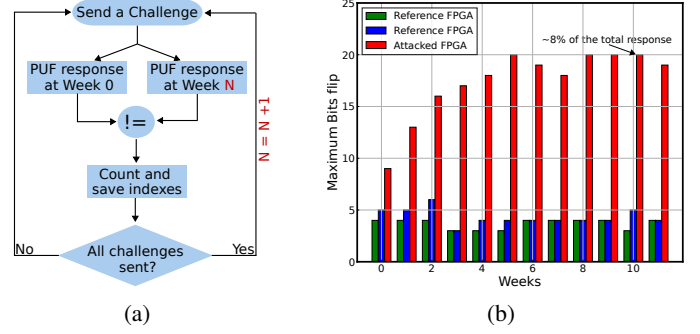 Send a Challenge
PUF response
at Week 0
PUF response
at Week N
!=
Count and
save indexes
All challenges
sent?
No
Yes
N = N +1
(a)
Reference FPGA
Reference FPGA
Attacked FPGA
~8% of the total response
Maximum Bits flip
25
20
15
10
5
0
0
2
4
6
8
10
Weeks
(b)